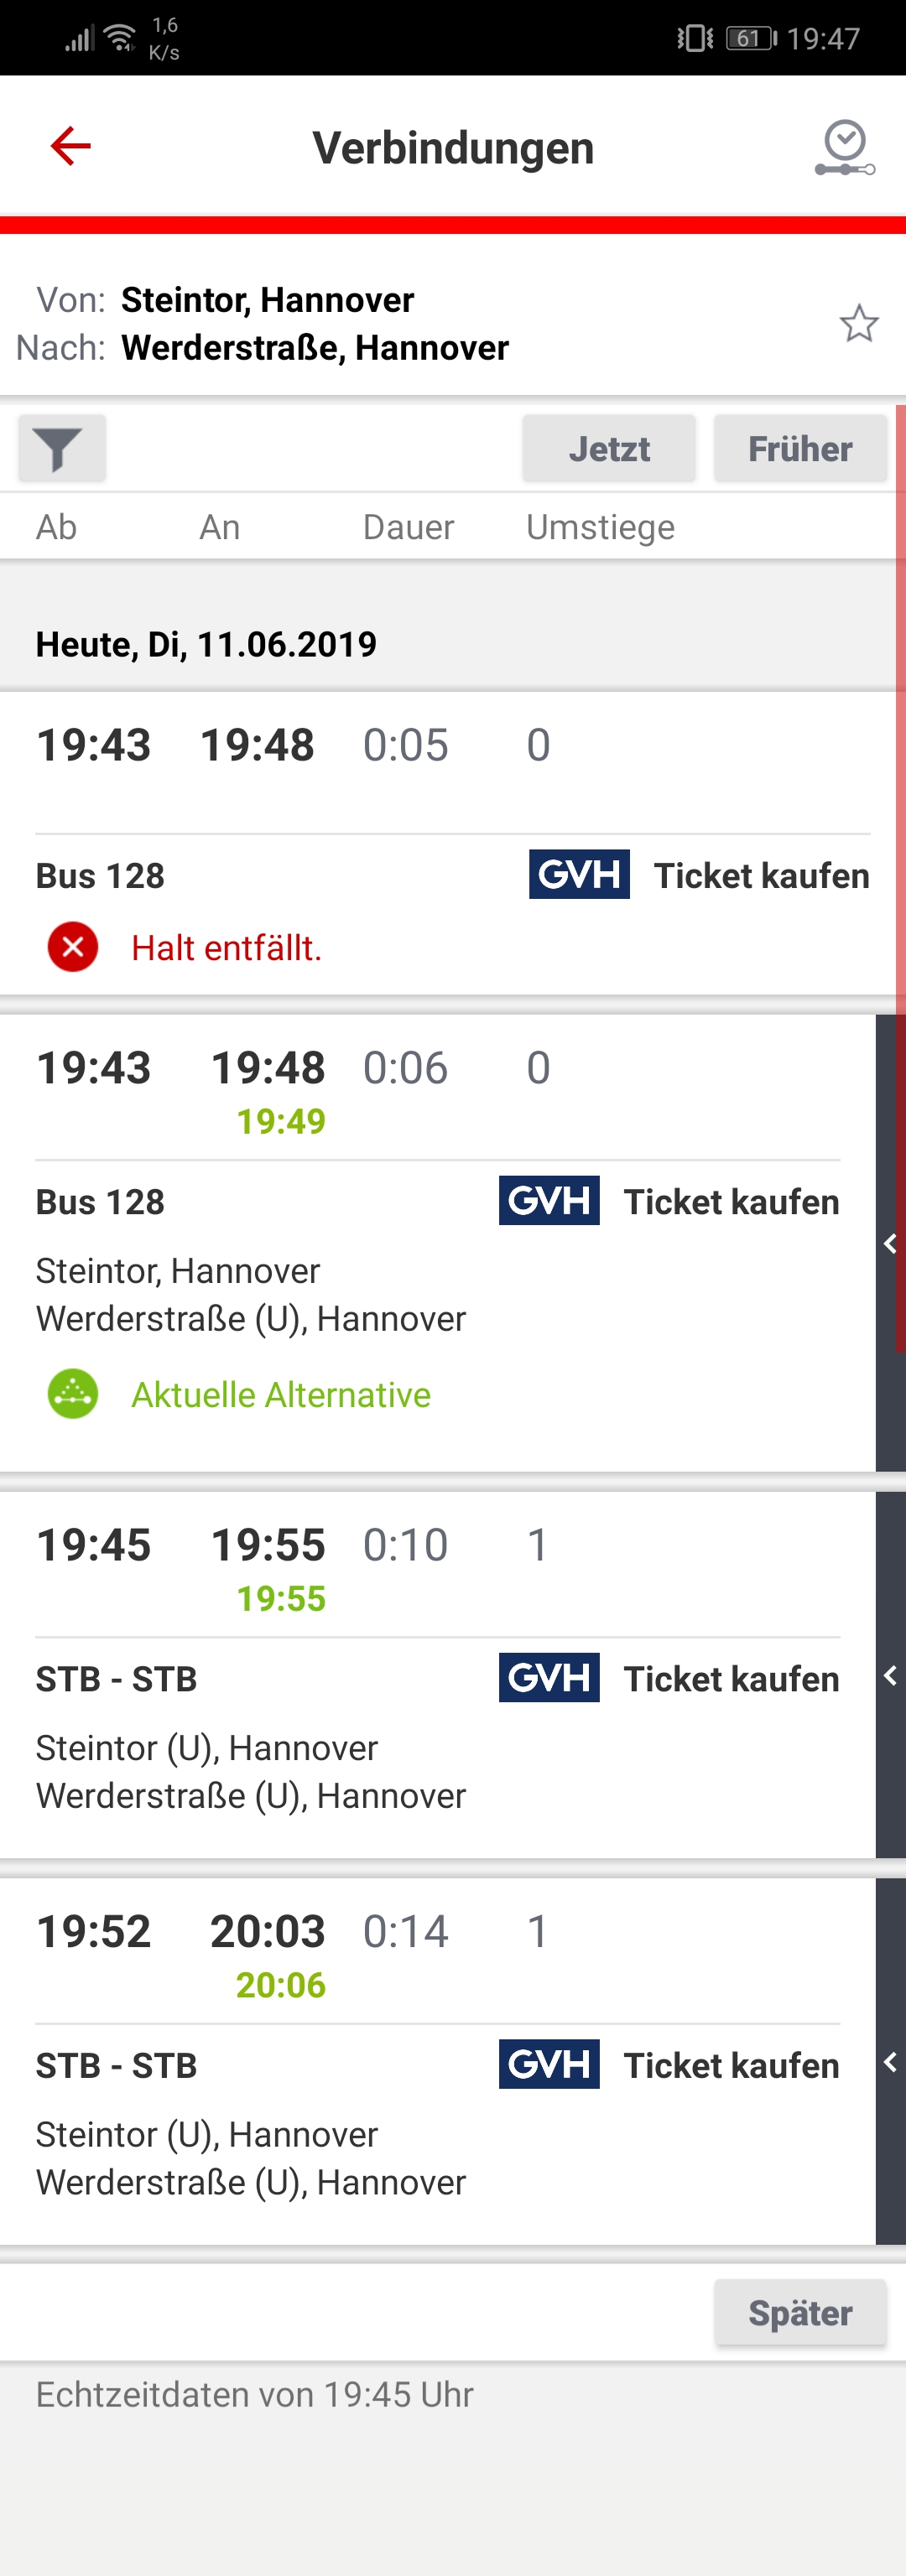 1,6
K/s
61 19:47
Verbindungen
Von: Steintor, Hannover
Nach: Werderstraße, Hannover
Jetzt Früher
Ab An Dauer Umstiege
Heute, Di, 11.06.2019
19:43 19:48 0:05 0
Bus 128 GVH Ticket kaufen
Halt entfällt.
19:43 19:48 0:06 0
19:49
Bus 128 GVH Ticket kaufen
Steintor, Hannover
Werderstraße (U), Hannover
Aktuelle Alternative
19:45 19:55 0:10 1
19:55
STB - STB GVH Ticket kaufen
Steintor (U), Hannover
Werderstraße (U), Hannover
19:52 20:03 0:14 1
20:06
STB - STB GVH Ticket kaufen
Steintor (U), Hannover
Werderstraße (U), Hannover
Später
Echtzeitdaten von 19:45 Uhr